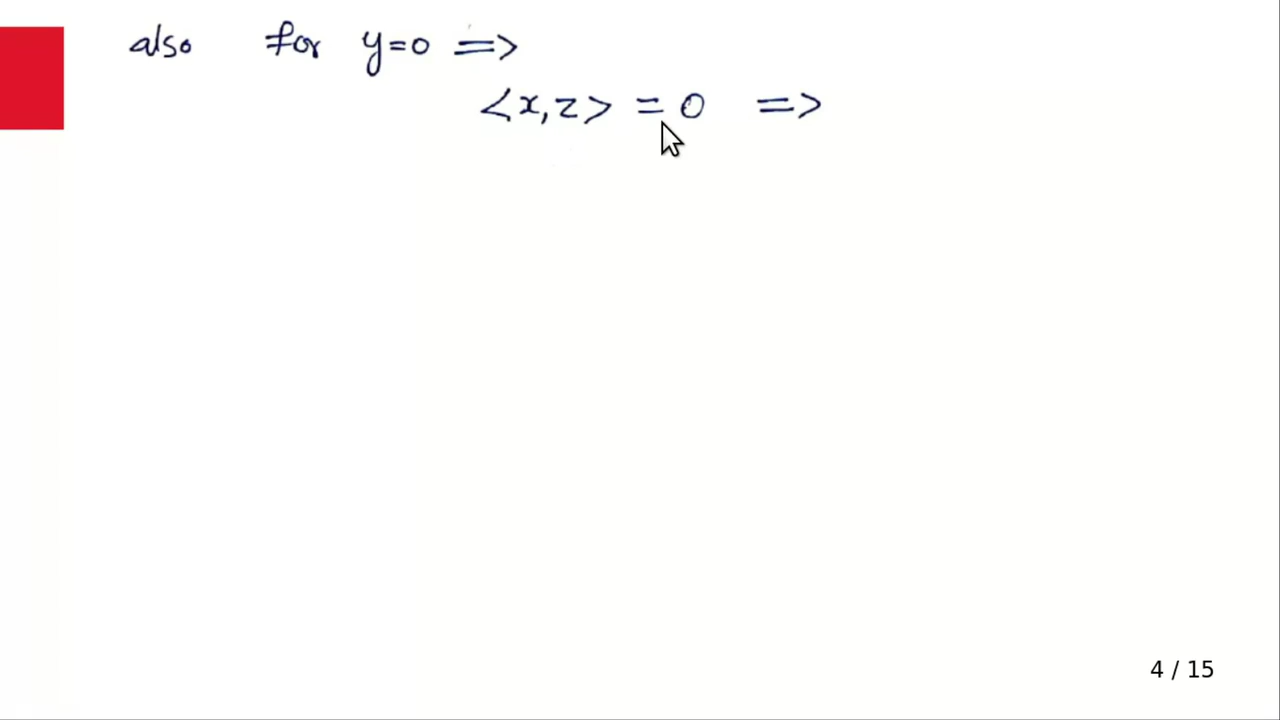 also for y=0 =>
<x,z> = 0 =>
4 / 15